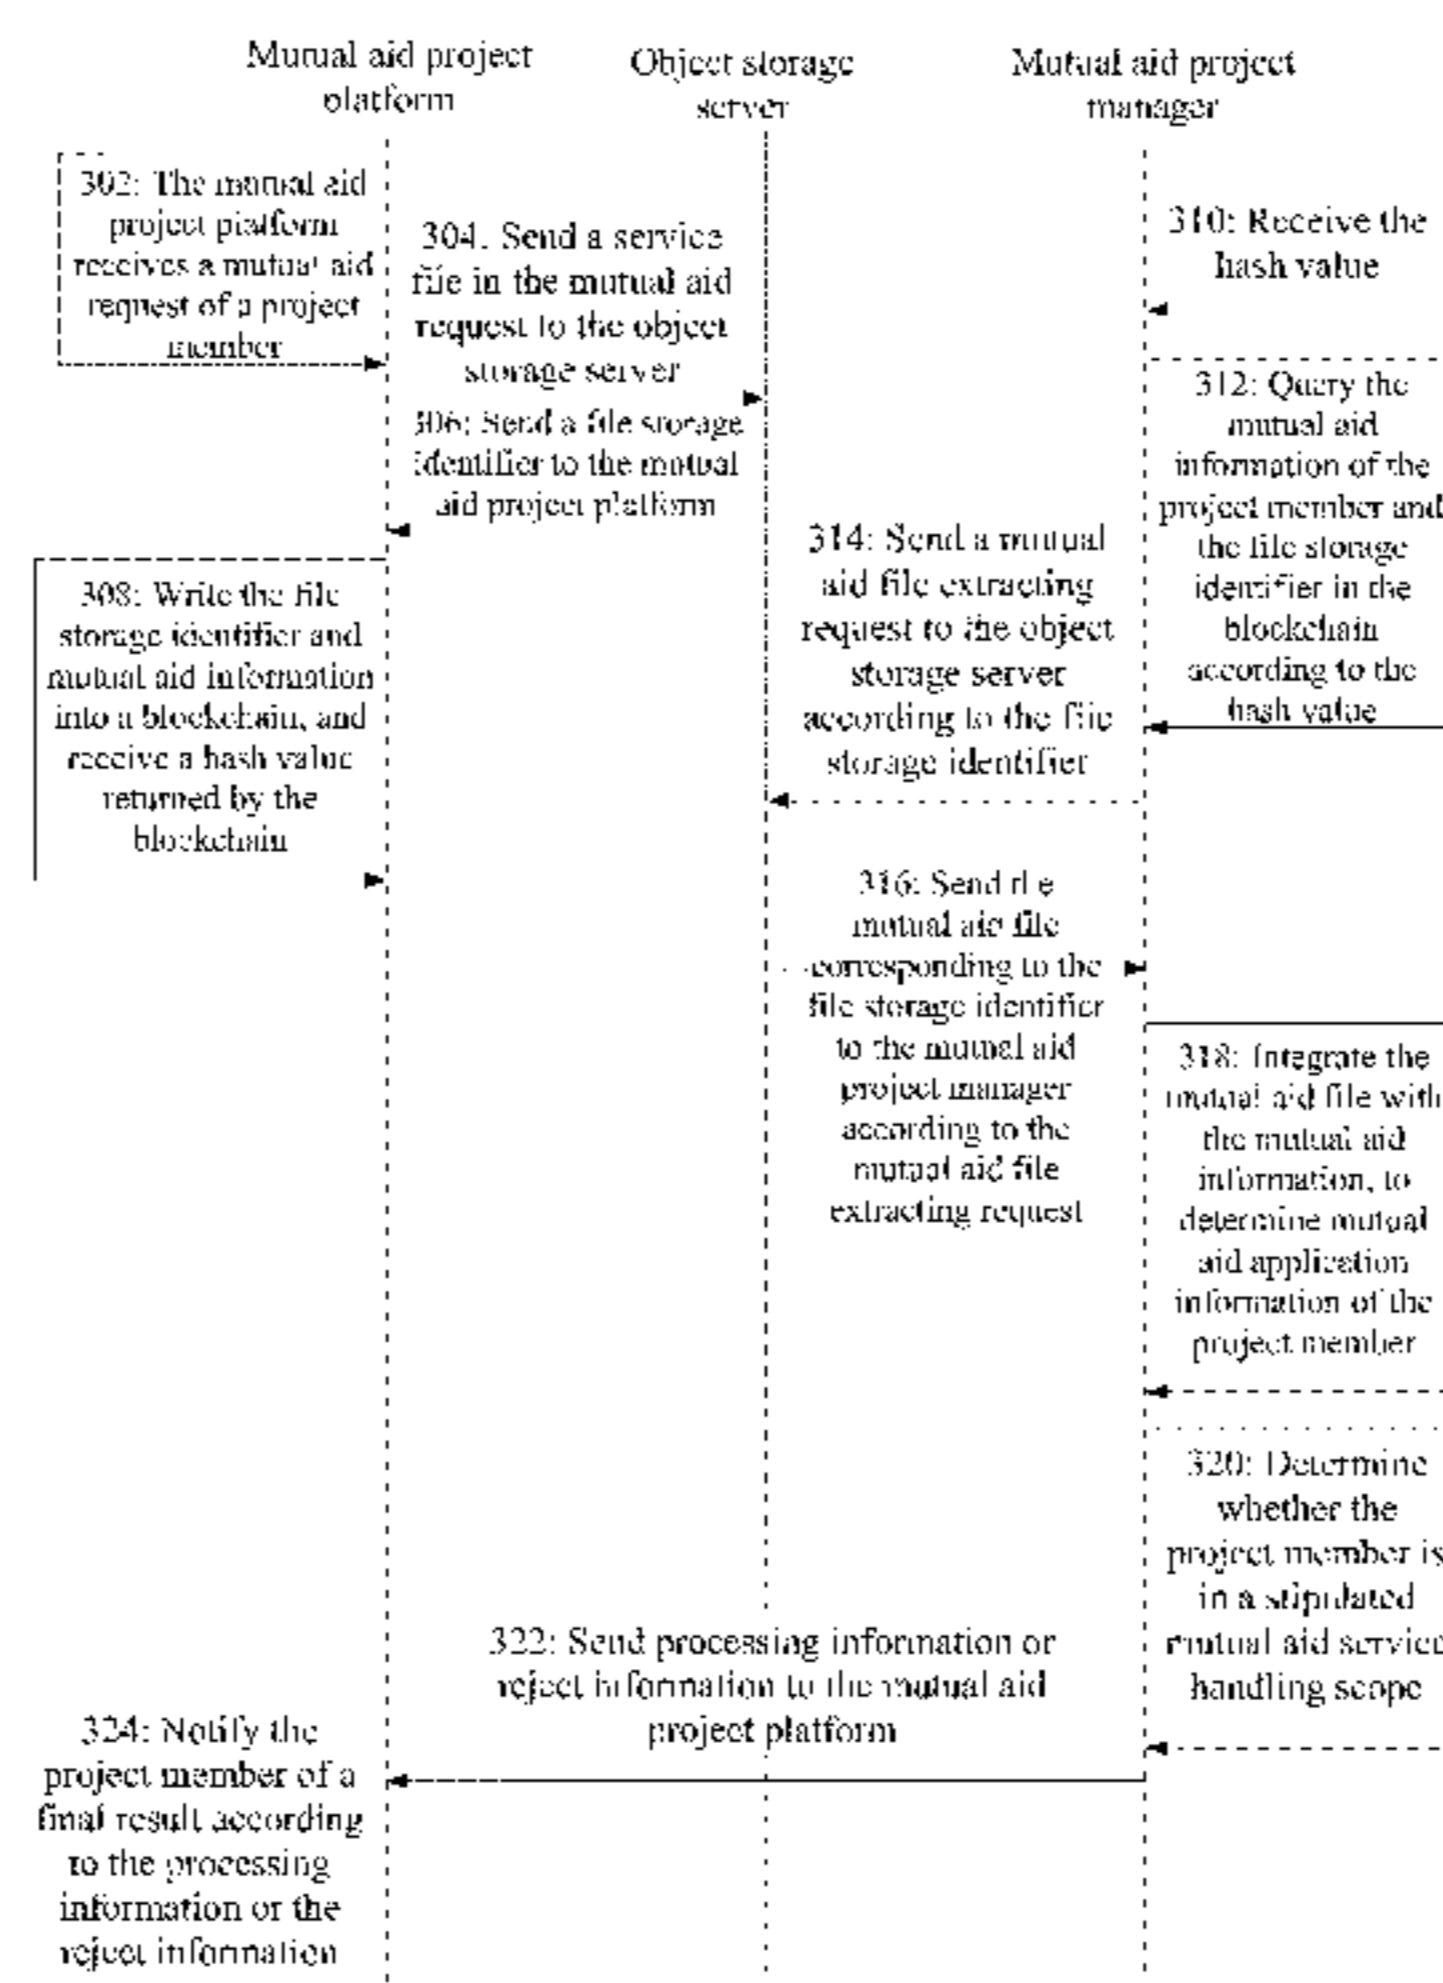 Mutual aid project
platform
Object storage
server
Mutual aid project
manager
302: The mutual aid
project platform
receives a mutual aid
request of a project
member
304. Send a service
file in the mutual aid
request to the object
storage server
306: Send a file storage
identifier to the mutual
aid project platform
308: Write the file
storage identifier and
mutual aid information
into a blockchain, and
receive a hash value
returned by the
blockchain
310: Receive the
hash value
312: Query the
mutual aid
information of the
project member and
the file storage
identifier in the
blockchain
according to the
hash value
314: Send a mutual
aid file extracting
request to the object
storage server
according to the file
storage identifier
316: Send the
mutual aid file
corresponding to the
file storage identifier
to the mutual aid
project manager
according to the
mutual aid file
extracting request
318: Integrate the
mutual aid file with
the mutual aid
information, to
determine mutual
aid application
information of the
project member
320: Determine
whether the
project member is
in a stipulated
mutual aid service
handling scope
322: Send processing information or
reject information to the mutual aid
project platform
324: Notify the
project member of a
final result according
to the processing
information or the
reject information